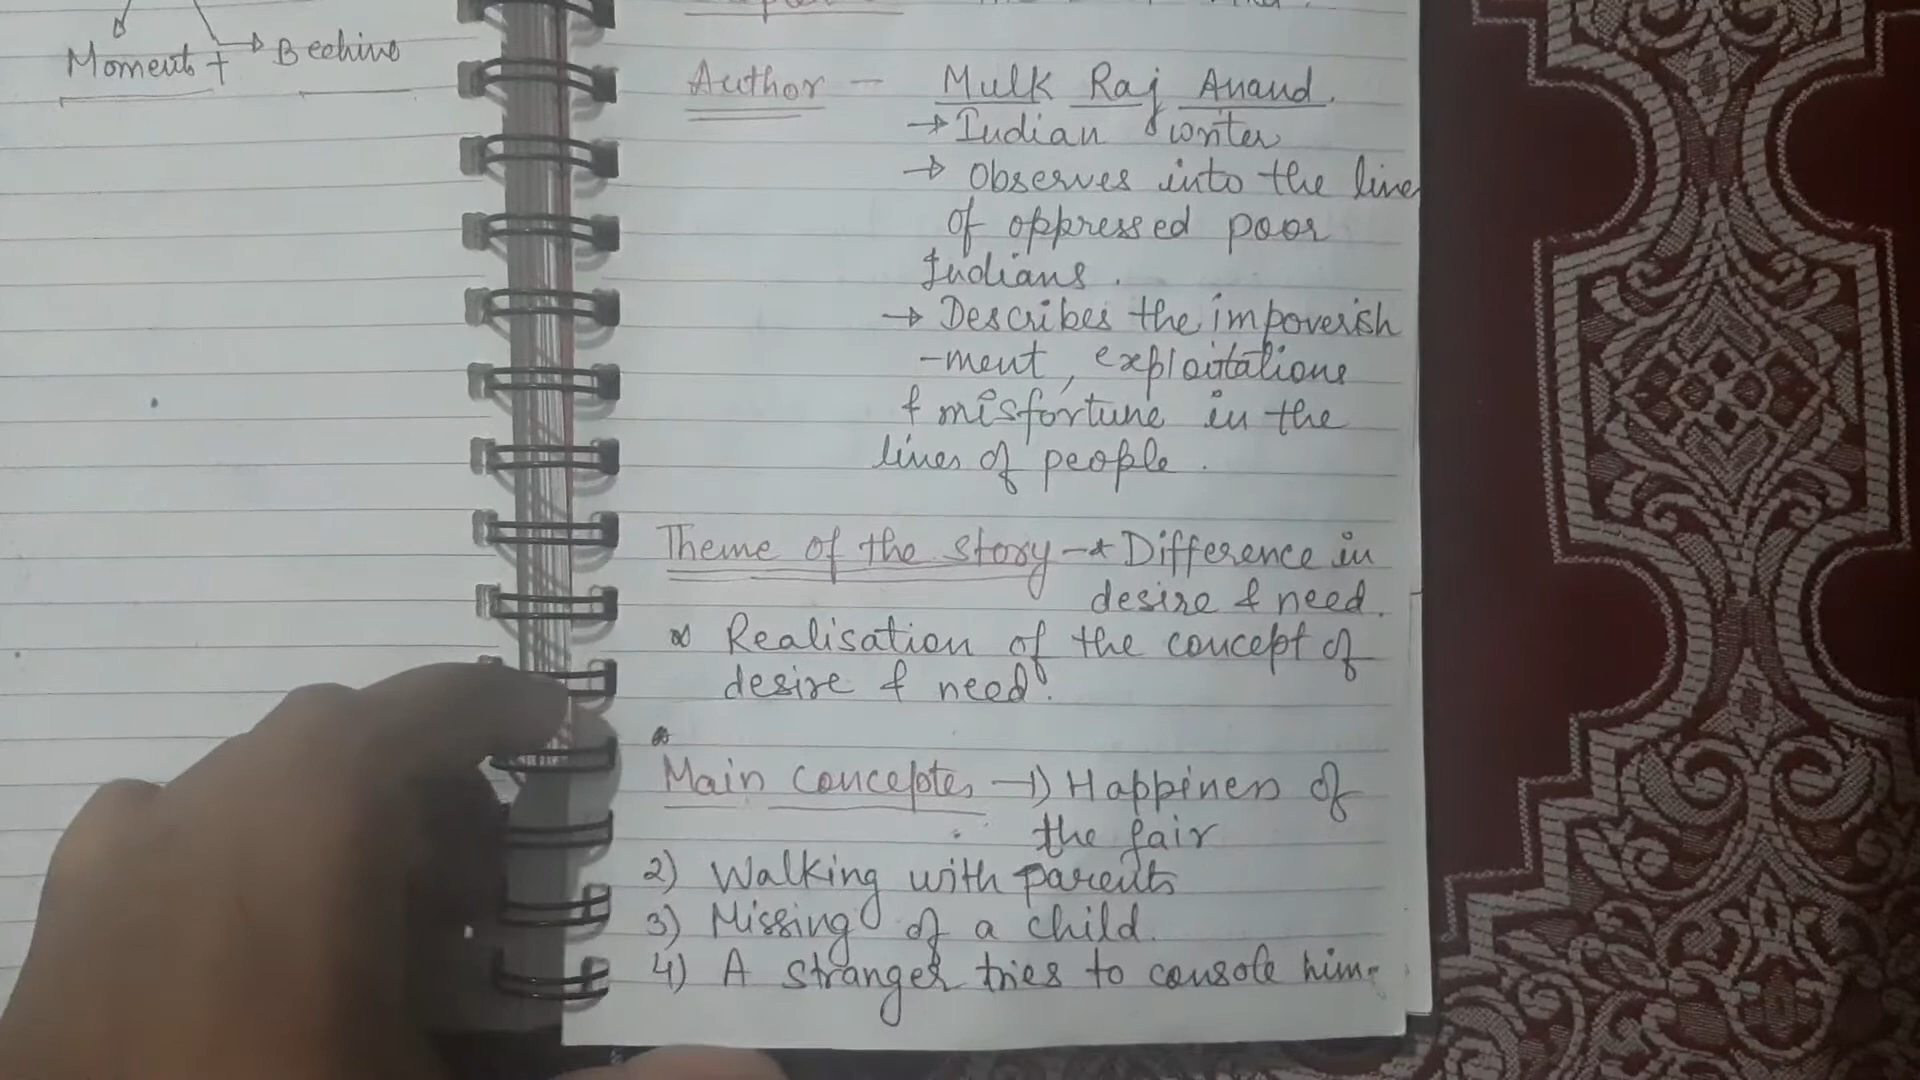 Moments + → Beehive
Author – Mulk Raj Anand.
→ Indian writer
→ Observes into the lives
of oppressed poor
Indians.
→ Describes the impoverish
-ment, exploitations
& misfortune in the
lives of people.
Theme of the story – * Difference in
desire & need.
* Realisation of the concept of
desire & need.
Main concepts – 1) Happiness of
the fair
2) Walking with parents
3) Missing of a child.
4) A stranger tries to console him.